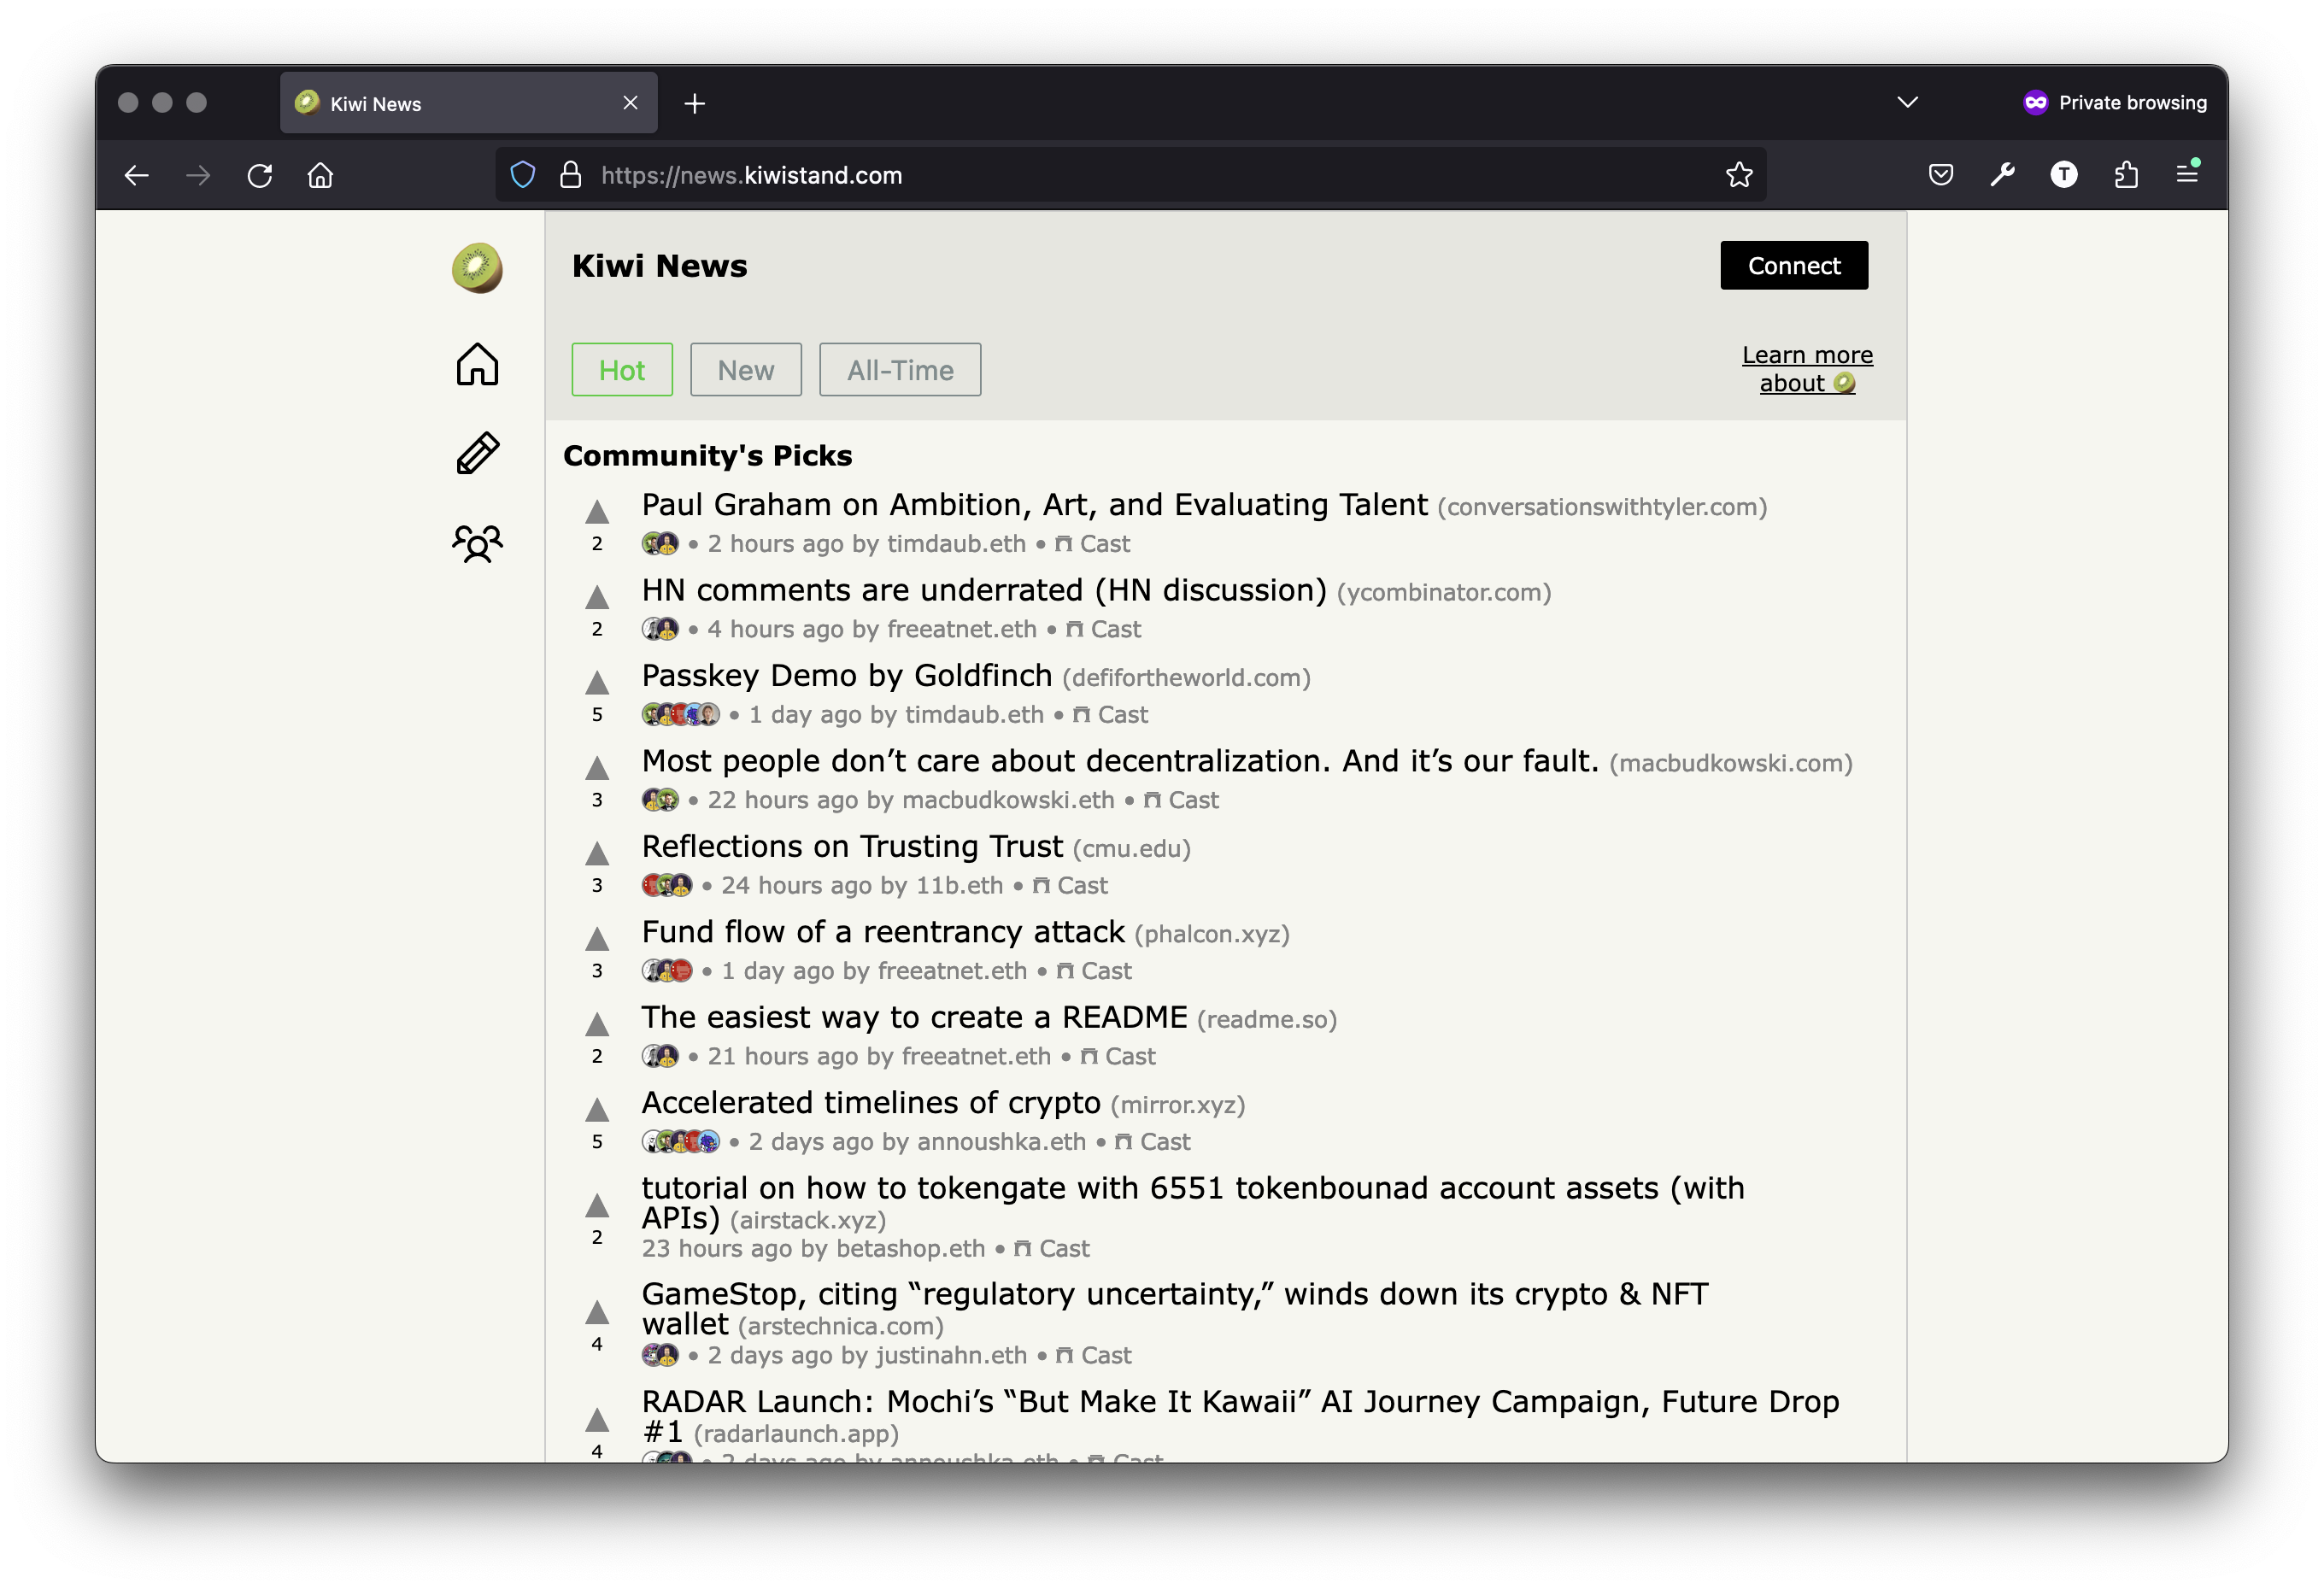 Kiwi News
Private browsing
https://news.kiwistand.com
T
Kiwi News
Connect
Hot
New
All-Time
Learn more
about
Community's Picks
Paul Graham on Ambition, Art, and Evaluating Talent (conversationswithtyler.com)
2 • 2 hours ago by timdaub.eth • Cast
HN comments are underrated (HN discussion) (ycombinator.com)
2 • 4 hours ago by freeatnet.eth • Cast
Passkey Demo by Goldfinch (defifortheworld.com)
5 • 1 day ago by timdaub.eth • Cast
Most people don’t care about decentralization. And it’s our fault. (macbudkowski.com)
3 • 22 hours ago by macbudkowski.eth • Cast
Reflections on Trusting Trust (cmu.edu)
3 • 24 hours ago by 11b.eth • Cast
Fund flow of a reentrancy attack (phalcon.xyz)
3 • 1 day ago by freeatnet.eth • Cast
The easiest way to create a README (readme.so)
2 • 21 hours ago by freeatnet.eth • Cast
Accelerated timelines of crypto (mirror.xyz)
5 • 2 days ago by annoushka.eth • Cast
tutorial on how to tokengate with 6551 tokenbounad account assets (with
APIs) (airstack.xyz)
2 23 hours ago by betashop.eth • Cast
GameStop, citing “regulatory uncertainty,” winds down its crypto & NFT
wallet (arstechnica.com)
4 • 2 days ago by justinahn.eth • Cast
RADAR Launch: Mochi’s “But Make It Kawaii” AI Journey Campaign, Future Drop
#1 (radarlaunch.app)
4 • 2 days ago by annoushka.eth • Cast